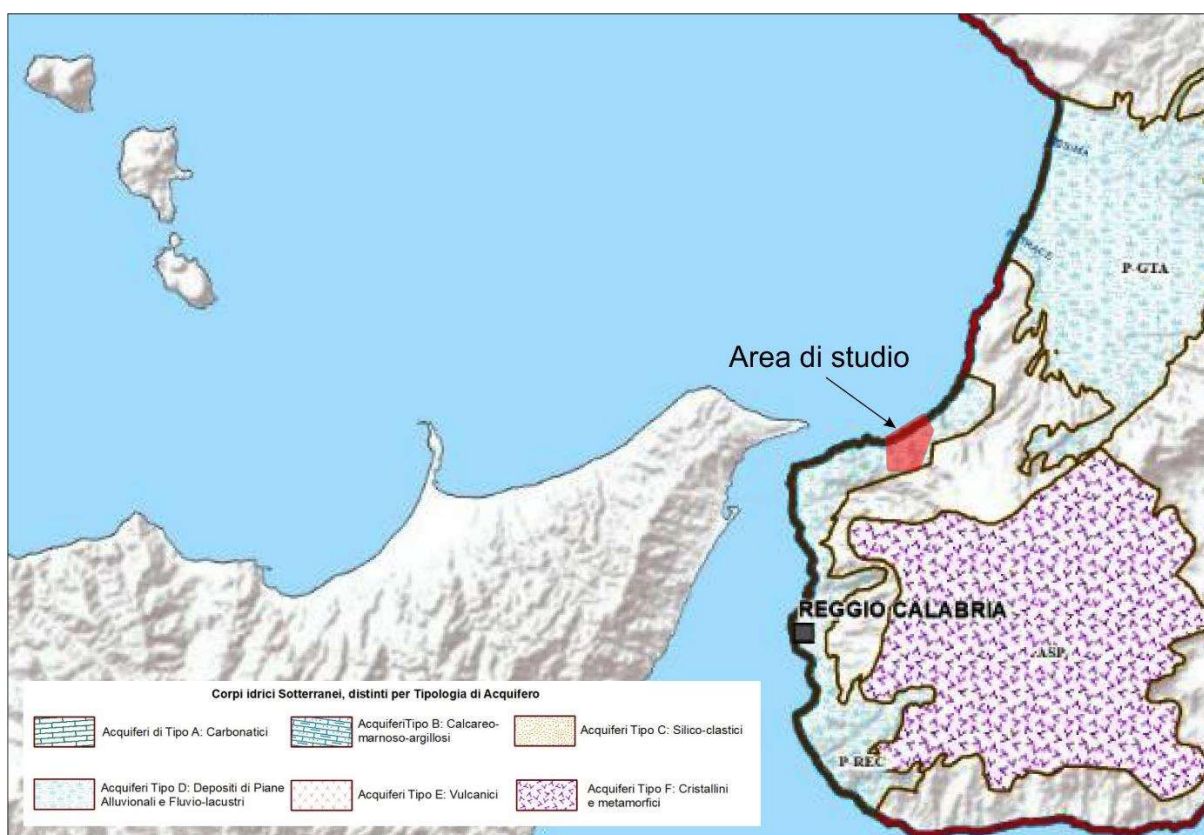 P-GTA
Area di studio
REGGIO CALABRIA
ASP
P-REC
Corpi idrici Sotterranei, distinti per Tipologia di Acquifero
Acquiferi di Tipo A: Carbonatici
AcquiferiTipo B: Calcareo-
marnoso-argillosi
Acquiferi Tipo C: Silico-clastici
Acquiferi Tipo D: Depositi di Piane
Alluvionali e Fluvio-lacustri
Acquiferi Tipo E: Vulcanici
Acquiferi Tipo F: Cristallini
e metamorfici